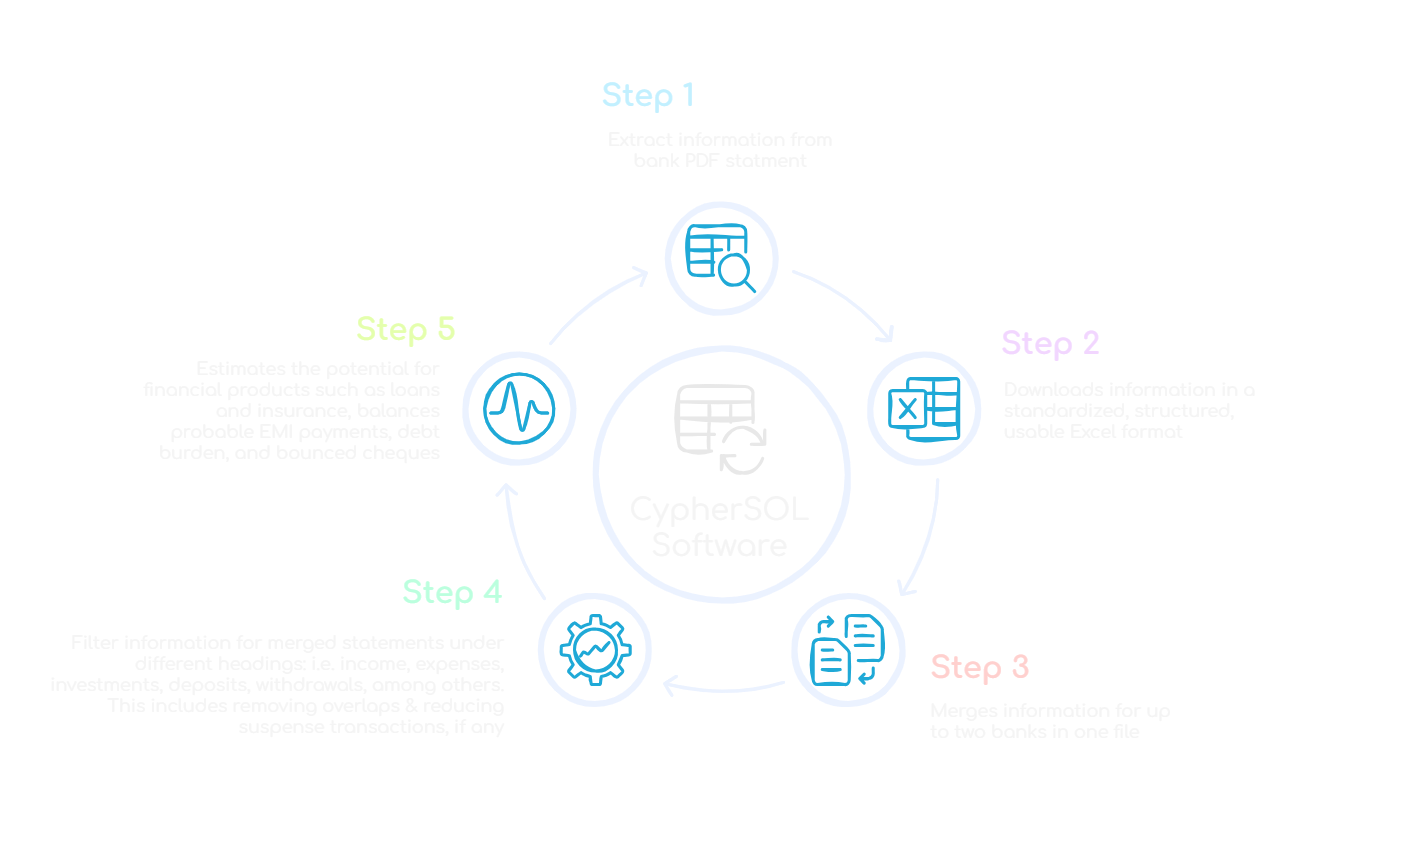 Step 1
Extract information from
bank PDF statment
Step 2
Downloads information in a
standardized, structured,
usable Excel format
Step 3
Merges information for up
to two banks in one file
Step 4
Filter information for merged statements under
different headings: i.e. income, expenses,
investments, deposits, withdrawals, among others.
This includes removing overlaps & reducing
suspense transactions, if any
Step 5
Estimates the potential for
financial products such as loans
and insurance, balances
probable EMI payments, debt
burden, and bounced cheques
CypherSOL
Software
X